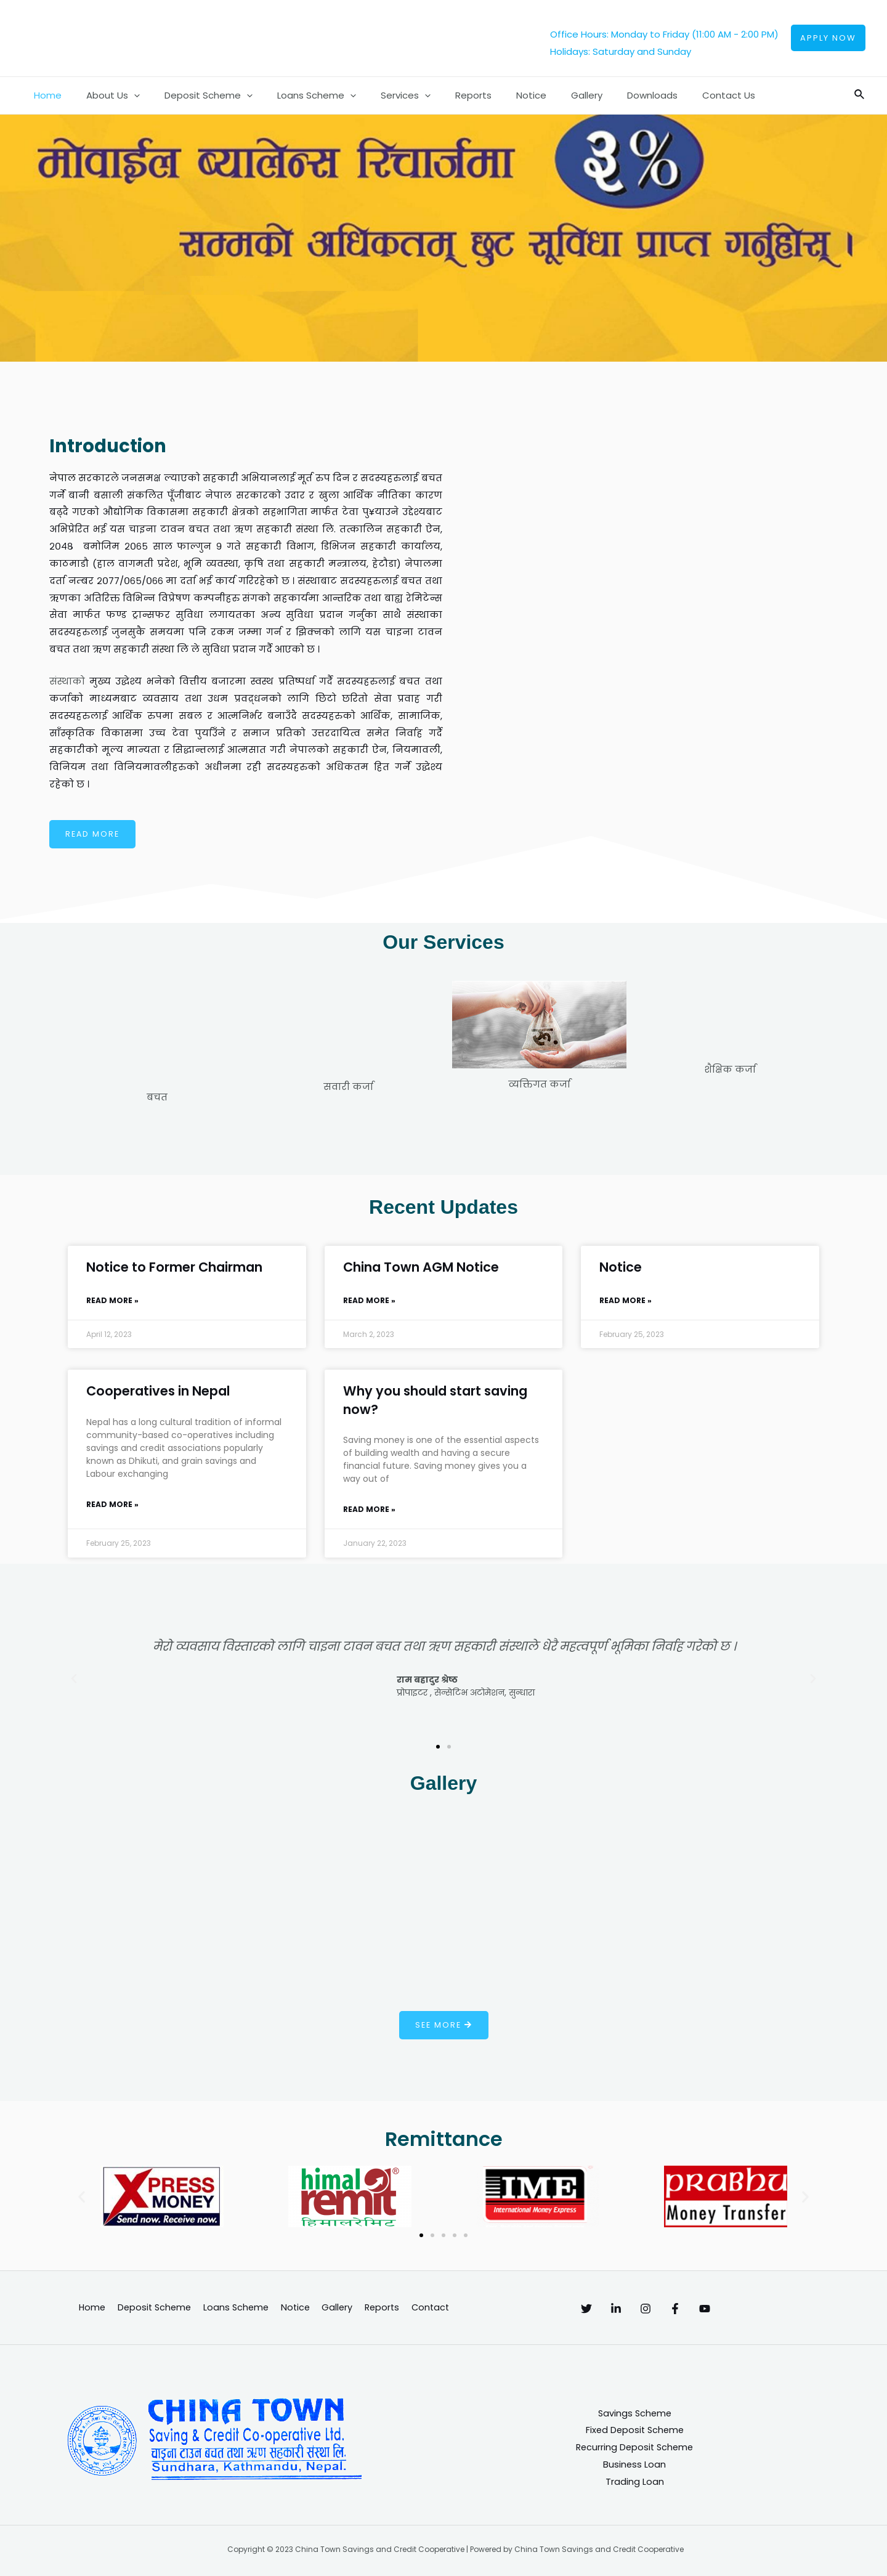 Office Hours: Monday to Friday (11:00 AM - 2:00 PM)
Holidays: Saturday and Sunday
APPLY NOW
Home About Us Deposit Scheme Loans Scheme Services Reports Notice Gallery Downloads Contact Us
मोवाईल ब्यालेन्स रिचार्जमा ३%
सम्मको अधिकतम् छुट सूविधा प्राप्त गर्नुहोस्।
Introduction
नेपाल सरकारले जनसमक्ष ल्याएको सहकारी अभियानलाई मूर्त रुप दिन र सदस्यहरुलाई बचत
गर्ने बानी बसाली संकलित पूँजीबाट नेपाल सरकारको उदार र खुला आर्थिक नीतिका कारण
बढ्दै गएको औद्योगिक विकासमा सहकारी क्षेत्रको सहभागिता मार्फत टेवा पु¥याउने उद्देश्यबाट
अभिप्रेरित भई यस चाइना टावन बचत तथा ऋण सहकारी संस्था लि. तत्कालिन सहकारी ऐन,
२०४८ बमोजिम २०६५ साल फाल्गुन ९ गते सहकारी विभाग, डिभिजन सहकारी कार्यालय,
काठमाडौ (हाल वागमती प्रदेश, भूमि व्यवस्था, कृषि तथा सहकारी मन्त्रालय, हेटौडा) नेपालमा
दर्ता नम्बर २०७७/०६५/०६६ मा दर्ता भई कार्य गरिरहेको छ । संस्थाबाट सदस्यहरुलाई बचत तथा
ऋणका अतिरिक्त विभिन्न विप्रेषण कम्पनीहरु संगको सहकार्यमा आन्तरिक तथा बाह्य रेमिटेन्स
सेवा मार्फत फण्ड ट्रान्सफर सुविधा लगायतका अन्य सुविधा प्रदान गर्नुका साथै संस्थाका
सदस्यहरुलाई जुनसुकै समयमा पनि रकम जम्मा गर्न र झिक्नको लागि यस चाइना टावन
बचत तथा ऋण सहकारी संस्था लि ले सुविधा प्रदान गर्दै आएको छ ।
संस्थाको मुख्य उद्धेश्य भनेको वित्तीय बजारमा स्वस्थ प्रतिष्पर्धा गर्दै सदस्यहरुलाई बचत तथा
कर्जाको माध्यमबाट व्यवसाय तथा उधम प्रवद्धनको लागि छिटो छरितो सेवा प्रवाह गरी
सदस्यहरुलाई आर्थिक रुपमा सबल र आत्मनिर्भर बनाउँदै सदस्यहरुको आर्थिक, सामाजिक,
साँस्कृतिक विकासमा उच्च टेवा पुर्याउँने र समाज प्रतिको उत्तरदायित्व समेत निर्वाह गर्दै
सहकारीको मूल्य मान्यता र सिद्धान्तलाई आत्मसात गरी नेपालको सहकारी ऐन, नियमावली,
विनियम तथा विनियमावलीहरुको अधीनमा रही सदस्यहरुको अधिकतम हित गर्ने उद्धेश्य
रहेको छ ।
READ MORE
Our Services
बचत
सवारी कर्जा
व्यक्तिगत कर्जा
शैक्षिक कर्जा
Recent Updates
Notice to Former Chairman
READ MORE »
April 12, 2023
China Town AGM Notice
READ MORE »
March 2, 2023
Notice
READ MORE »
February 25, 2023
Cooperatives in Nepal
Nepal has a long cultural tradition of informal
community-based co-operatives including
savings and credit associations popularly
known as Dhikuti, and grain savings and
Labour exchanging
READ MORE »
February 25, 2023
Why you should start saving
now?
Saving money is one of the essential aspects
of building wealth and having a secure
financial future. Saving money gives you a
way out of
READ MORE »
January 22, 2023
मेरो व्यवसाय विस्तारको लागि चाइना टावन बचत तथा ऋण सहकारी संस्थाले धेरै महत्वपूर्ण भूमिका निर्वाह गरेको छ ।
राम बहादुर श्रेष्ठ
प्रोपाइटर , सेन्सेटिभ अटोमेशन, सुन्धारा
Gallery
SEE MORE
Remittance
XPRESS
MONEY
Send now. Receive now.
himal
remit
हिमालरेमिट
IME
International Money Express
prabhu
Money Transfer
Home Deposit Scheme Loans Scheme Notice Gallery Reports Contact
CHINA TOWN
Saving & Credit Co-operative Ltd.
चाइना टाउन बचत तथा ऋण सहकारी संस्था लि.
Sundhara, Kathmandu, Nepal
Savings Scheme
Fixed Deposit Scheme
Recurring Deposit Scheme
Business Loan
Trading Loan
Copyright © 2023 China Town Savings and Credit Cooperative | Powered by China Town Savings and Credit Cooperative